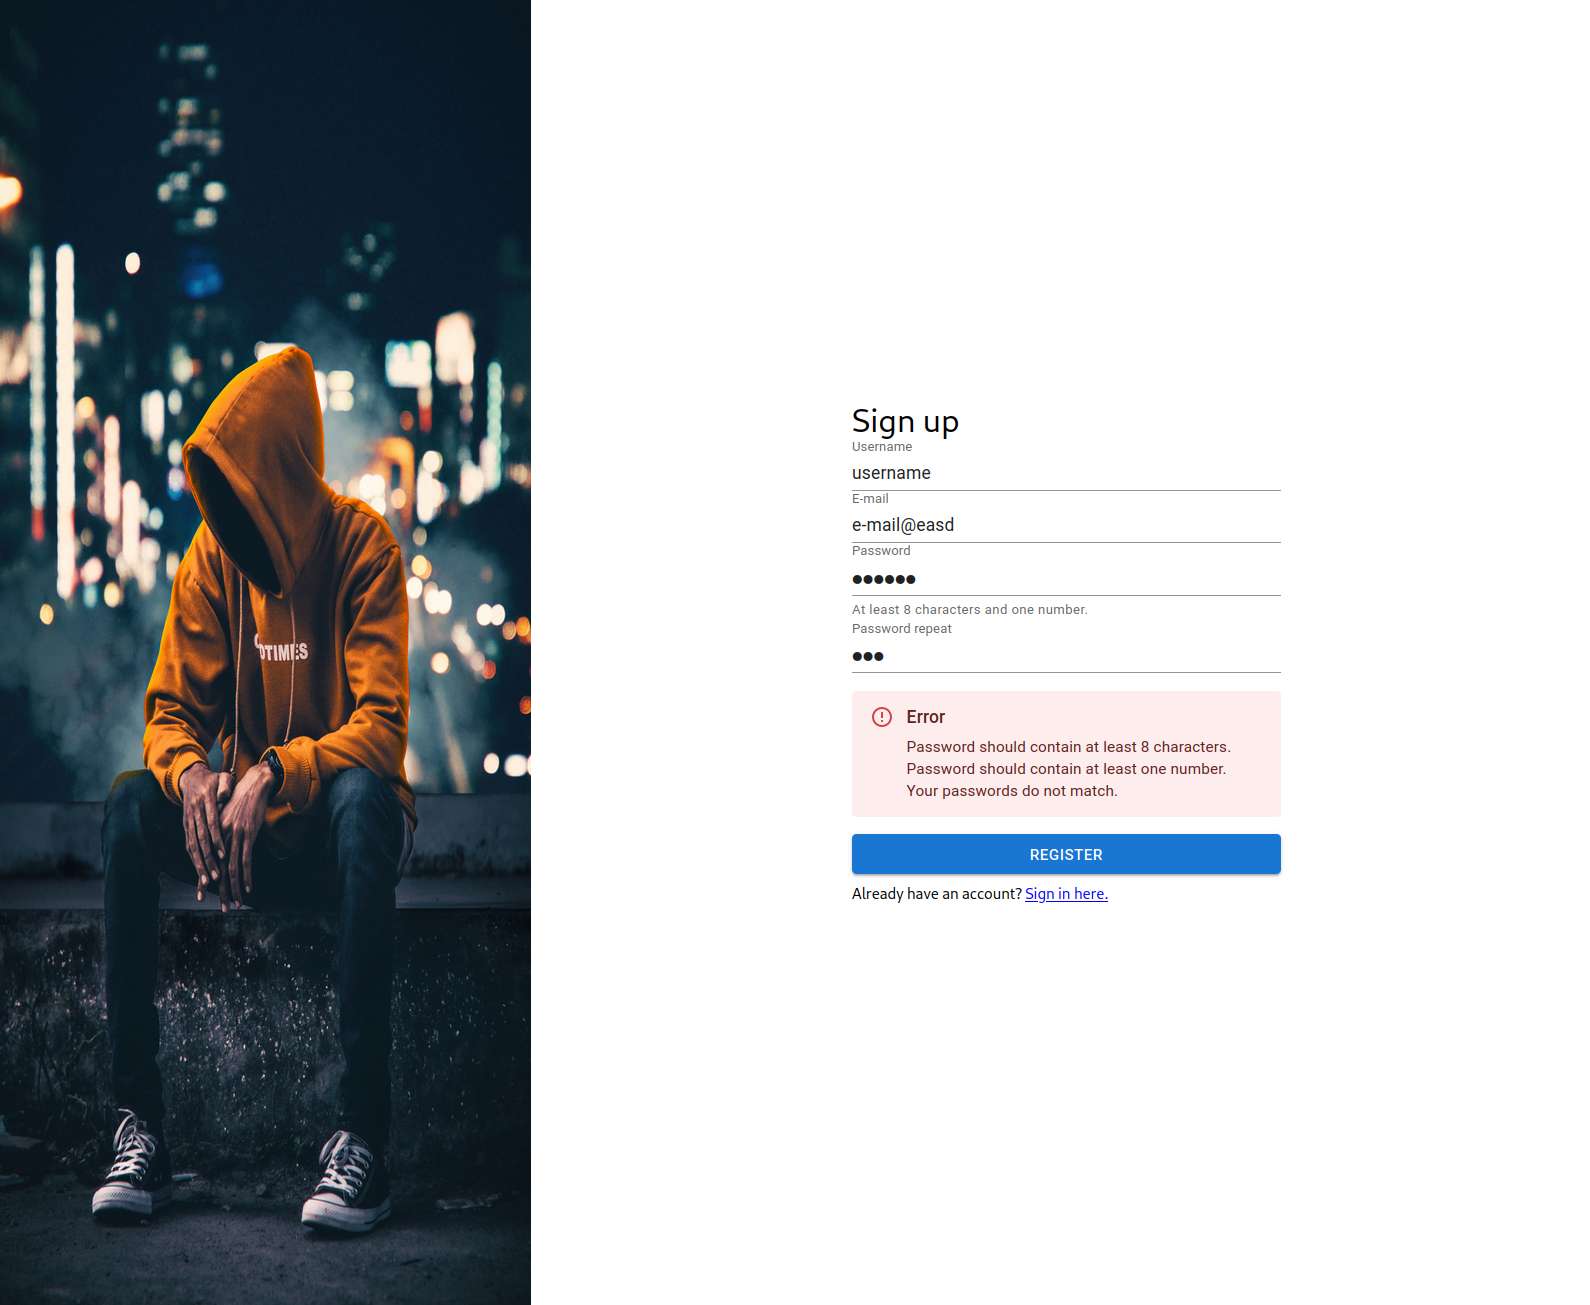 OTIMES
Sign up
Username
username
E-mail
e-mail@easd
Password
●●●●●●
At least 8 characters and one number.
Password repeat
●●●
Error
Password should contain at least 8 characters.
Password should contain at least one number.
Your passwords do not match.
REGISTER
Already have an account? Sign in here.